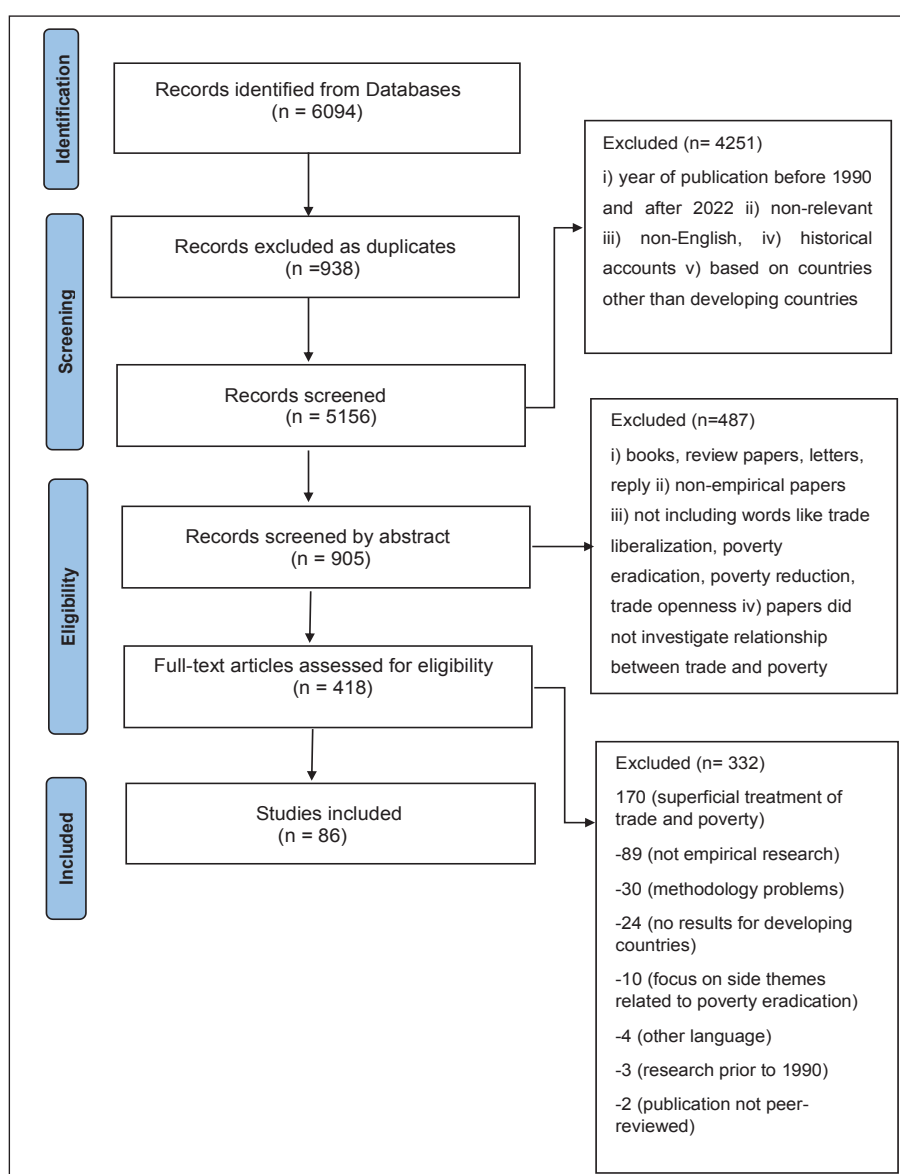 Identification
Records identified from Databases
(n = 6094)
Excluded (n= 4251)
i) year of publication before 1990
and after 2022 ii) non-relevant
iii) non-English, iv) historical
accounts v) based on countries
other than developing countries
Screening
Records excluded as duplicates
(n =938)
Records screened
(n = 5156)
Excluded (n=487)
i) books, review papers, letters,
reply ii) non-empirical papers
iii) not including words like trade
liberalization, poverty
eradication, poverty reduction,
trade openness iv) papers did
not investigate relationship
between trade and poverty
Eligibility
Records screened by abstract
(n = 905)
Full-text articles assessed for eligibility
(n = 418)
Excluded (n= 332)
170 (superficial treatment of
trade and poverty)
-89 (not empirical research)
-30 (methodology problems)
-24 (no results for developing
countries)
-10 (focus on side themes
related to poverty eradication)
-4 (other language)
-3 (research prior to 1990)
-2 (publication not peer-
reviewed)
Included
Studies included
(n = 86)